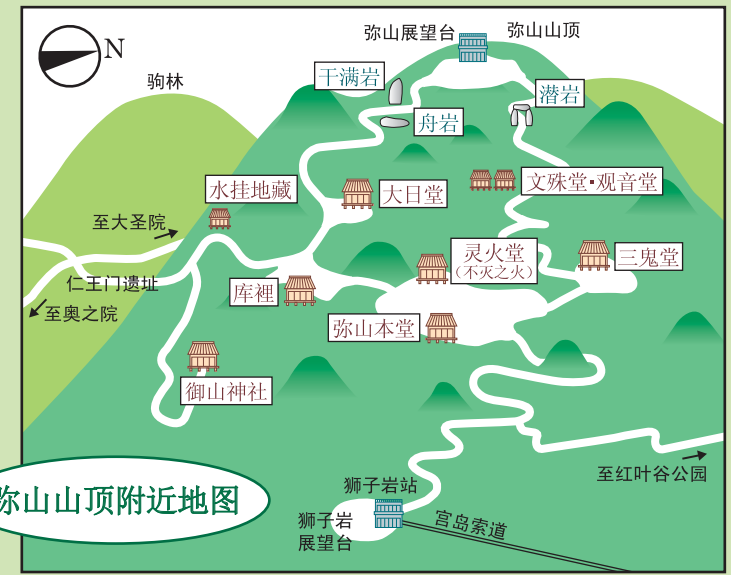 N
弥山展望台
弥山山顶
驹林
干满岩
潜岩
舟岩
水挂地藏
大日堂
文殊堂·观音堂
至大圣院
灵火堂
(不灭之火)
三鬼堂
仁王门遗址
库裡
至奥之院
弥山本堂
御山神社
至红叶谷公园
狮子岩站
弥山山顶附近地图
狮子岩
展望台
宫岛索道